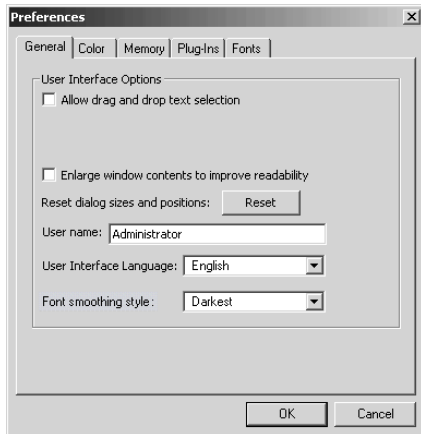 Preferences
General Color Memory Plug-Ins Fonts
User Interface Options
Allow drag and drop text selection
Enlarge window contents to improve readability
Reset dialog sizes and positions: Reset
User name: Administrator
User Interface Language: English
Font smoothing style: Darkest
OK Cancel